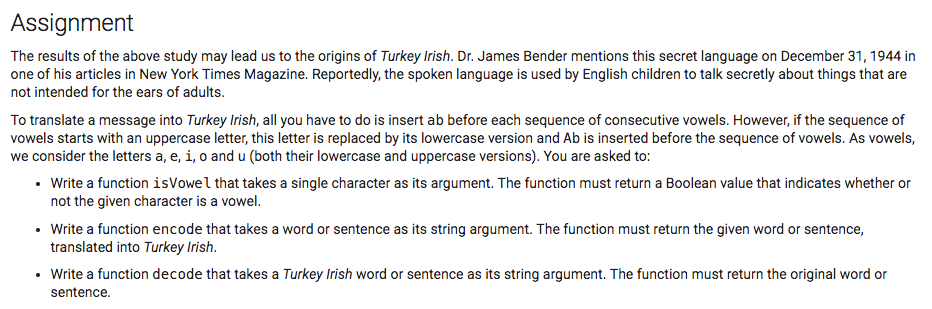 Assignment
The results of the above study may lead us to the origins of Turkey Irish. Dr. James Bender mentions this secret language on December 31, 1944 in
one of his articles in New York Times Magazine. Reportedly, the spoken language is used by English children to talk secretly about things that are
not intended for the ears of adults.
To translate a message into Turkey Irish, all you have to do is insert ab before each sequence of consecutive vowels. However, if the sequence of
vowels starts with an uppercase letter, this letter is replaced by its lowercase version and Ab is inserted before the sequence of vowels. As vowels,
we consider the letters a, e, i, o and u (both their lowercase and uppercase versions). You are asked to:
• Write a function isVowel that takes a single character as its argument. The function must return a Boolean value that indicates whether or
not the given character is a vowel.
• Write a function encode that takes a word or sentence as its string argument. The function must return the given word or sentence,
translated into Turkey Irish.
• Write a function decode that takes a Turkey Irish word or sentence as its string argument. The function must return the original word or
sentence.